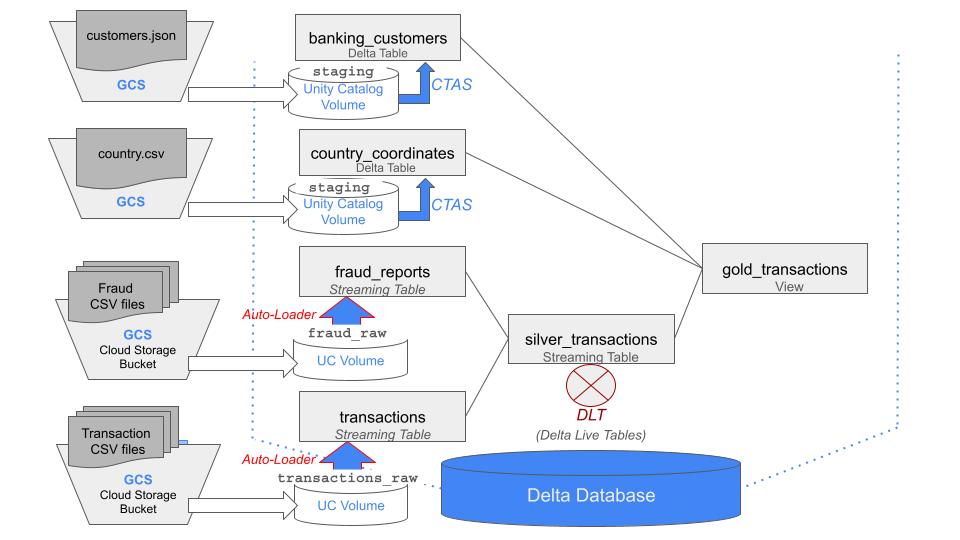 customers.json
GCS
banking_customers
Delta Table
staging
Unity Catalog
Volume
CTAS
country.csv
GCS
country_coordinates
Delta Table
staging
Unity Catalog
Volume
CTAS
Fraud
CSV files
GCS
Cloud Storage
Bucket
fraud_reports
Streaming Table
Auto-Loader
fraud_raw
UC Volume
Transaction
CSV files
GCS
Cloud Storage
Bucket
transactions
Streaming Table
Auto-Loader
transactions_raw
UC Volume
silver_transactions
Streaming Table
DLT
(Delta Live Tables)
gold_transactions
View
Delta Database